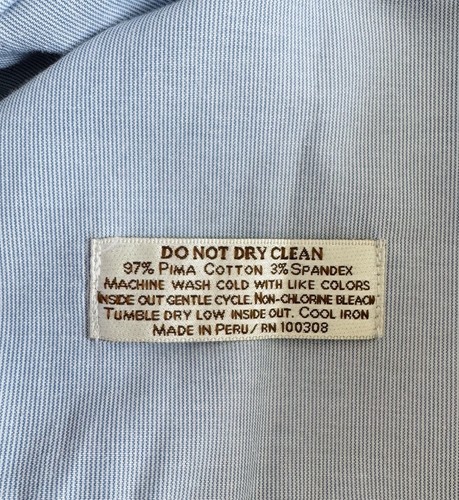 DO NOT DRY CLEAN
97% PIMA COTTON 3% SPANDEX
MACHINE WASH COLD WITH LIKE COLORS
INSIDE OUT GENTLE CYCLE. NON-CHLORINE BLEACH
TUMBLE DRY LOW INSIDE OUT. COOL IRON
MADE IN PERU/ RN 100308